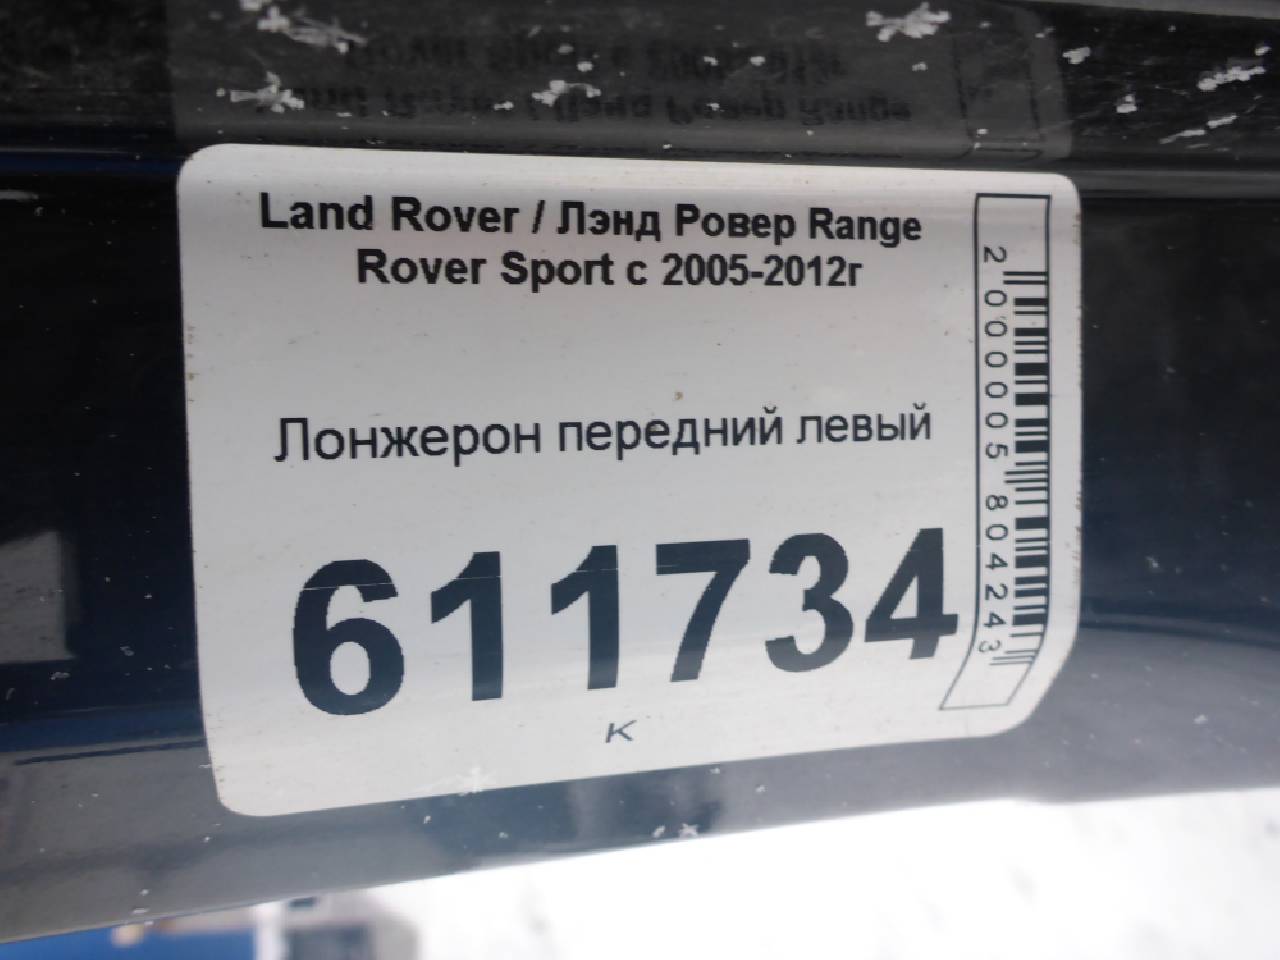 Land Rover / Лэнд Ровер Range
Rover Sport с 2005-2012г
Лонжерон передний левый
611734
К
2000005804243